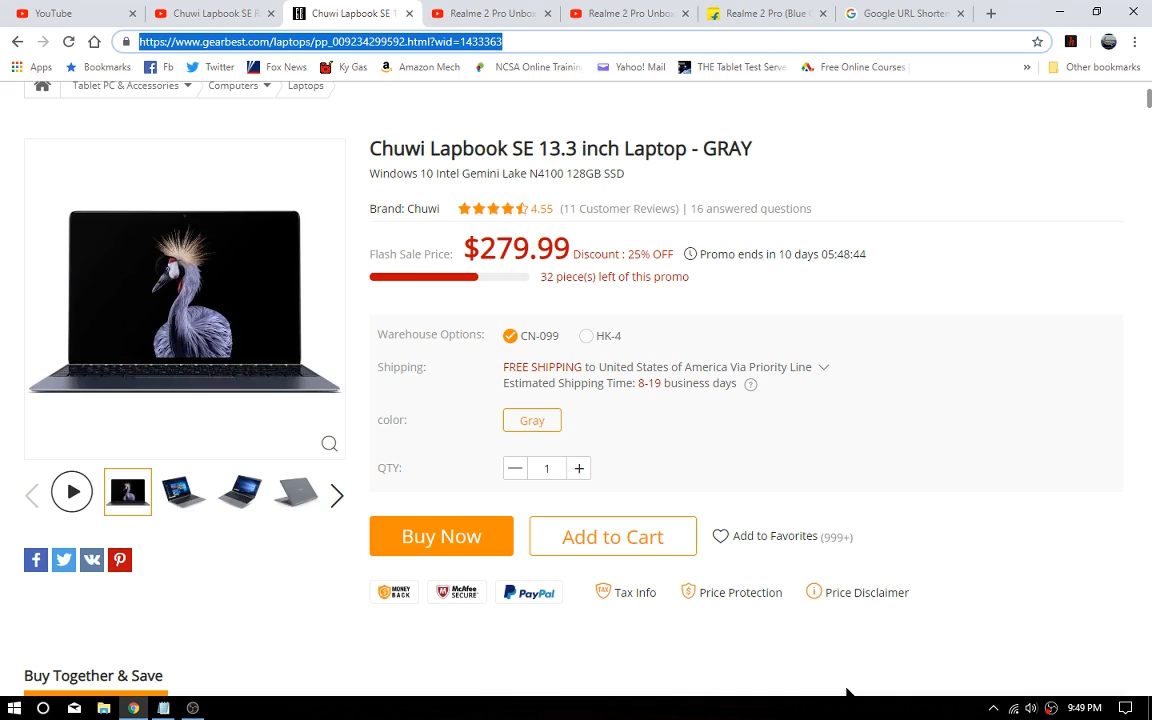 YouTube
Chuwi Lapbook SE R
Chuwi Lapbook SE 1
Realme 2 Pro Unbo
Realme 2 Pro Unbo
Realme 2 Pro (Blue
Google URL Shorten
https://www.gearbest.com/laptops/pp_009234299592.html?wid=1433363
Apps
Bookmarks
Fb
Twitter
Fox News
Ky Gas
Amazon Mech
NCSA Online Trainin
Yahoo! Mail
THE Tablet Test Serve
Free Online Courses
»
Other bookmarks
Tablet PC & Accessories
Computers
Laptops
Chuwi Lapbook SE 13.3 inch Laptop - GRAY
Windows 10 Intel Gemini Lake N4100 128GB SSD
Brand: Chuwi 4.55 (11 Customer Reviews) | 16 answered questions
Flash Sale Price: $279.99 Discount : 25% OFF Promo ends in 10 days 05:48:44
32 piece(s) left of this promo
Warehouse Options: CN-099 HK-4
Shipping: FREE SHIPPING to United States of America Via Priority Line
Estimated Shipping Time: 8-19 business days ?
color: Gray
QTY: 1
Buy Now
Add to Cart
Add to Favorites (999+)
MONEY BACK
McAfee SECURE
PayPal
TAX Tax Info
$ Price Protection
Price Disclaimer
Buy Together & Save
9:49 PM